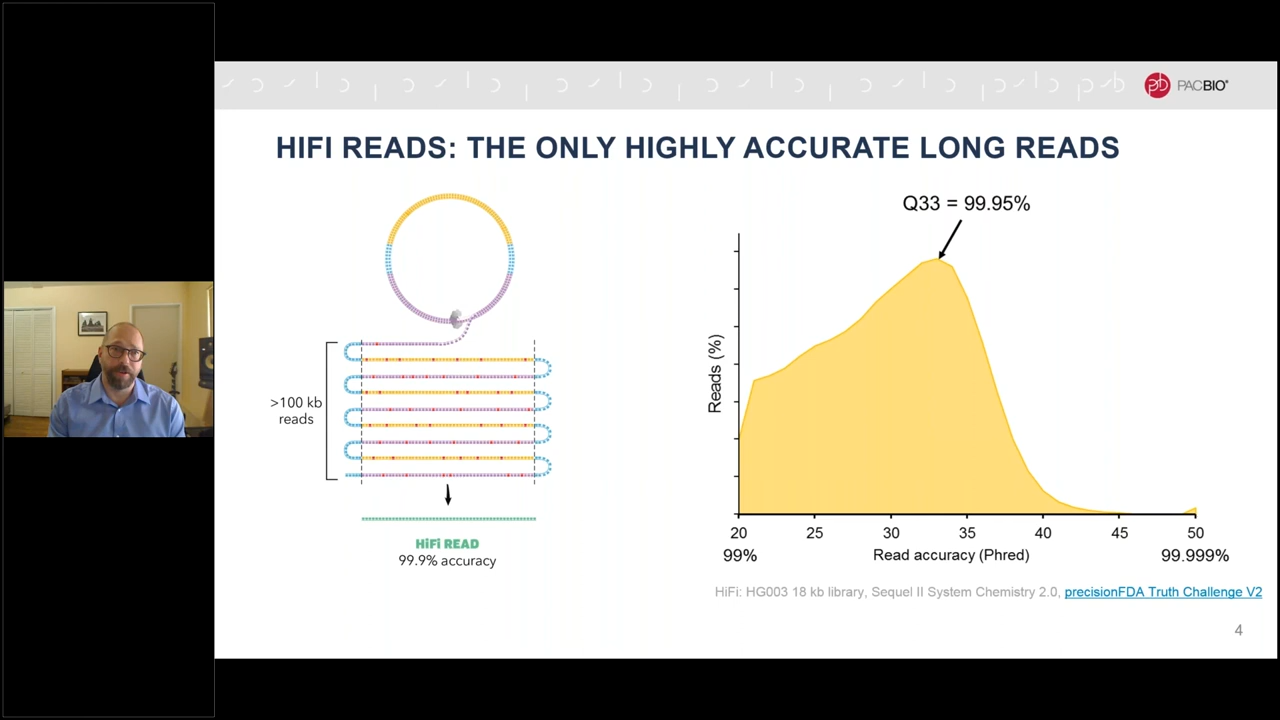 PACBIO®
HIFI READS: THE ONLY HIGHLY ACCURATE LONG READS
>100 kb
reads
HiFi READ
99.9% accuracy
Q33 = 99.95%
Reads (%)
20 25 30 35 40 45 50
99% Read accuracy (Phred) 99.999%
HiFi: HG003 18 kb library, Sequel II System Chemistry 2.0, precisionFDA Truth Challenge V2
4